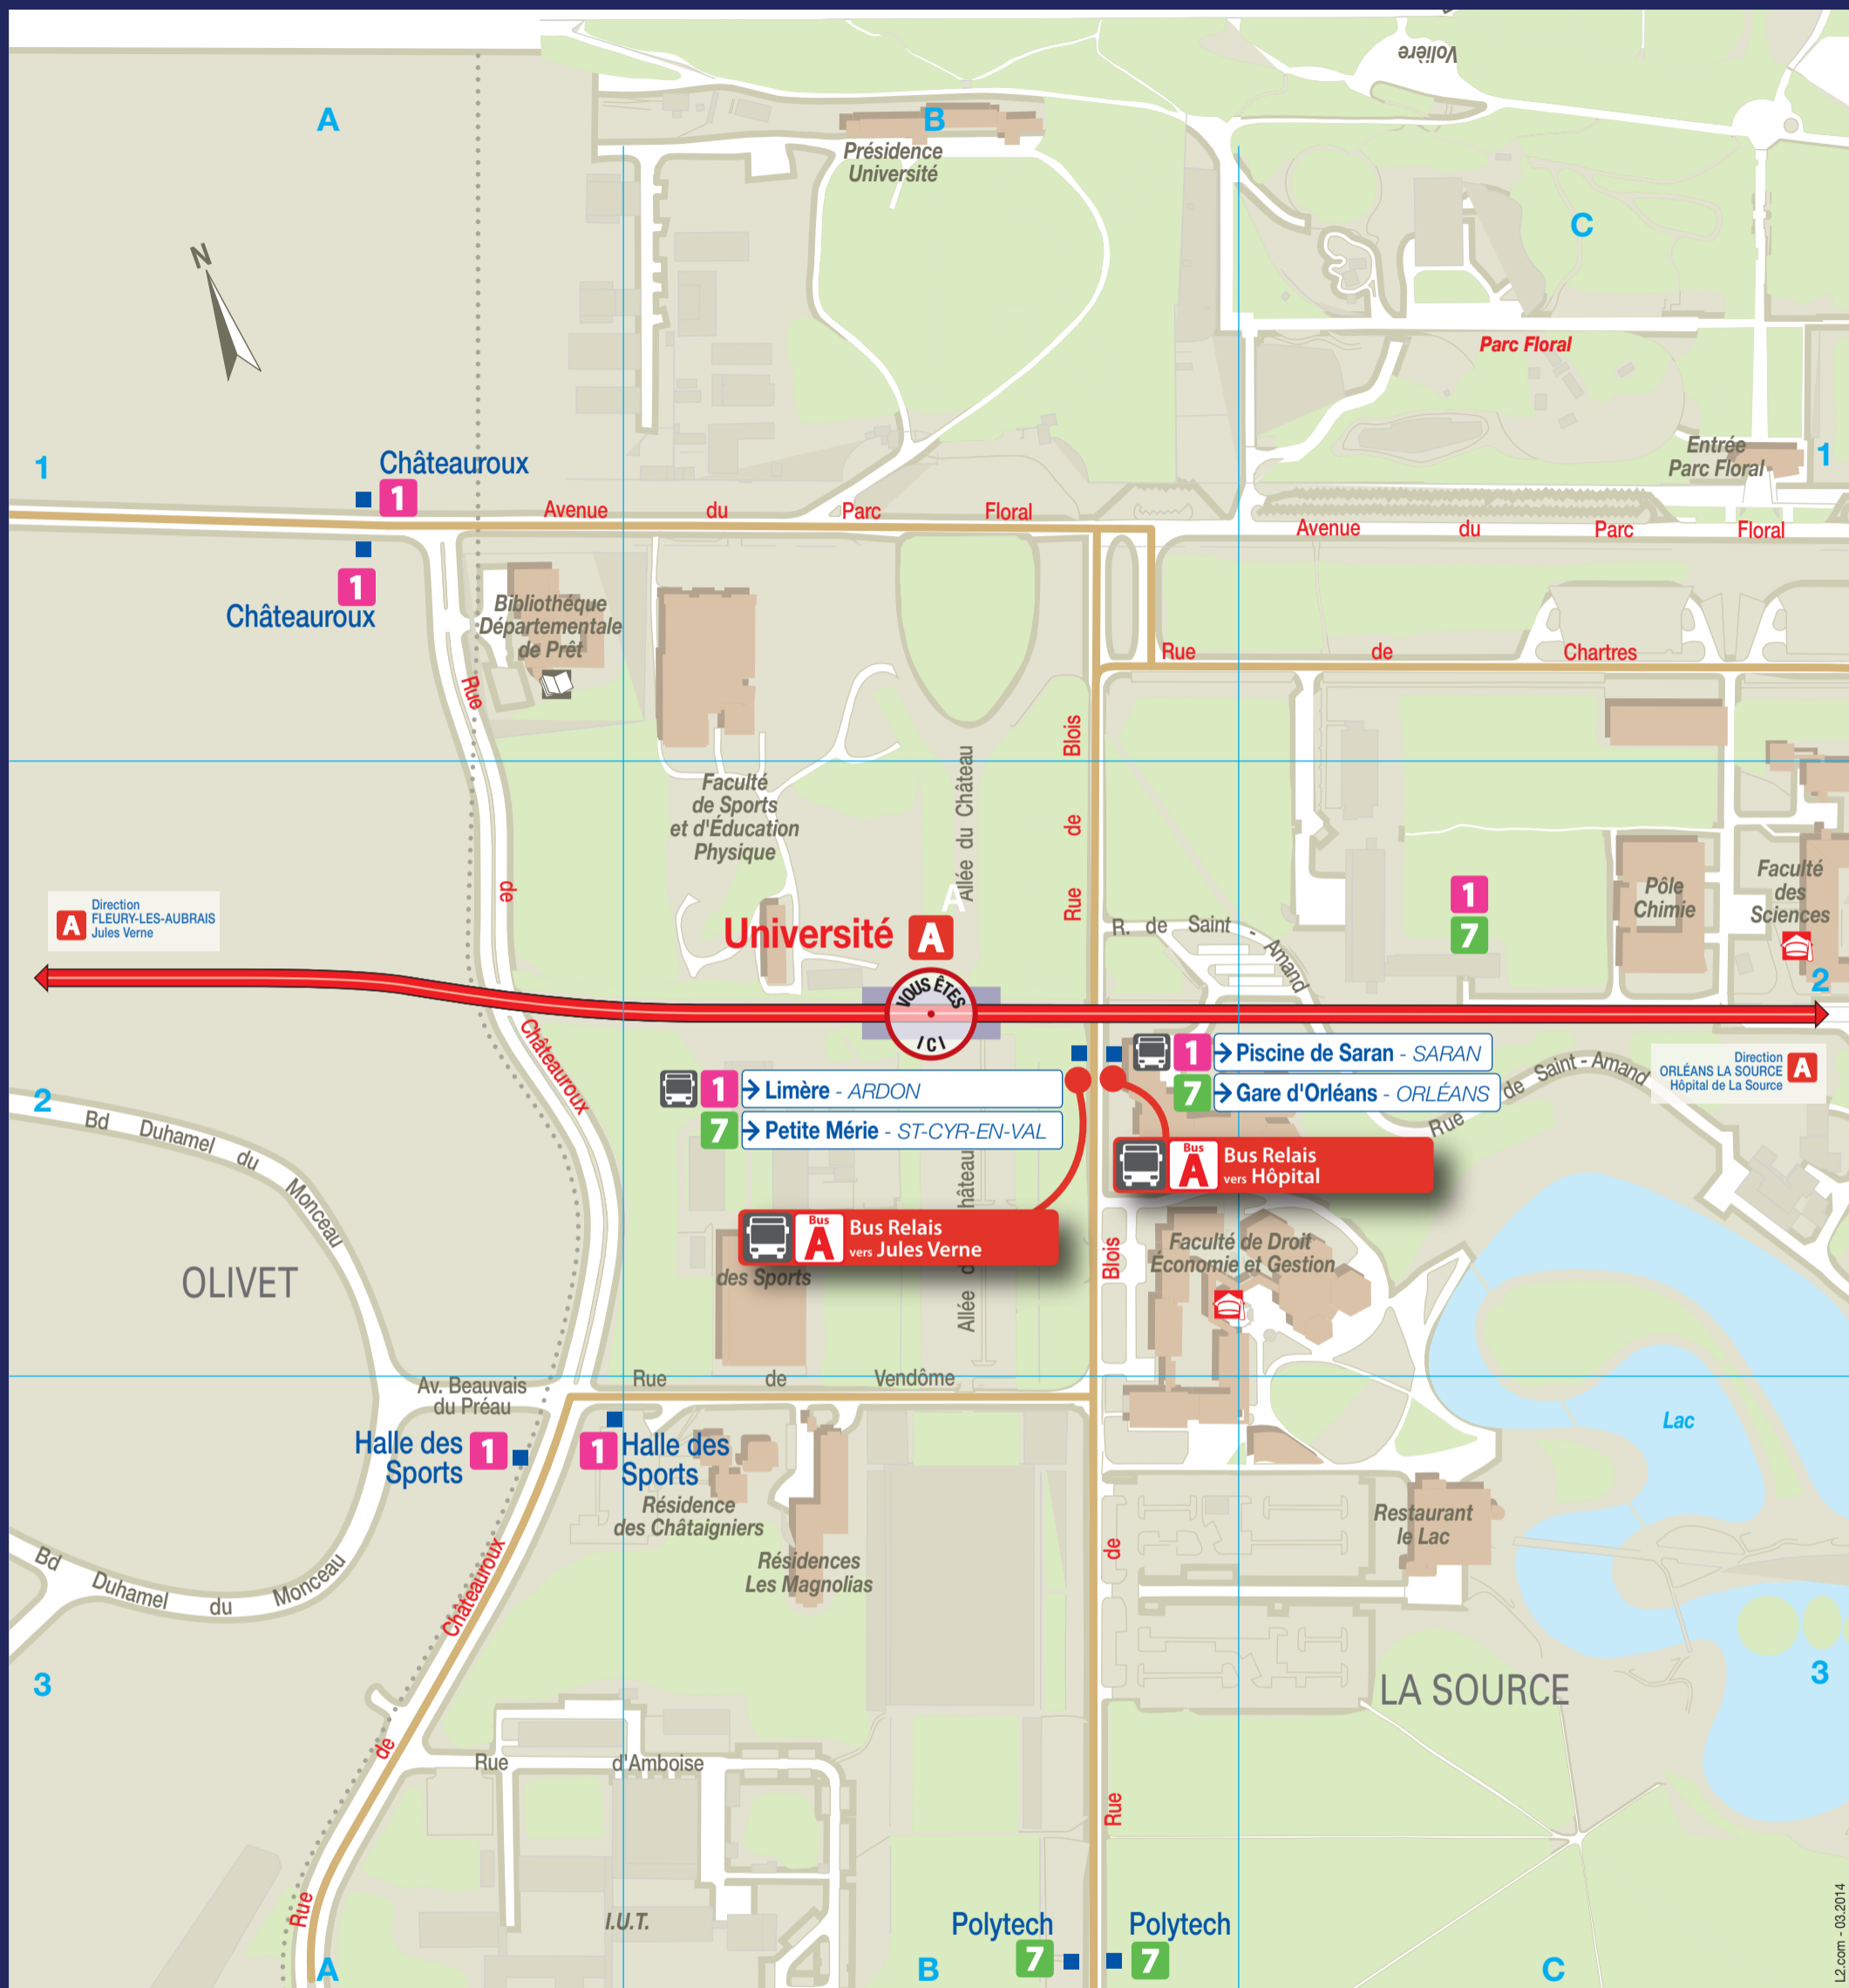 Volière
A
B
Présidence
Université
C
N
Parc Floral
Entrée
Parc Floral
1
1
Châteauroux
1
1
Châteauroux
Avenue du Parc Floral
Avenue du Parc Floral
Bibliothéque
Départementale
de Prêt
Rue de Chartres
Rue de Châteauroux
Rue de Blois
Allée du Château
Faculté
de Sports
et d'Éducation
Physique
Pôle
Chimie
Faculté
des
Sciences
1
7
R. de Saint - Amand
A
Direction
FLEURY-LES-AUBRAIS
Jules Verne
Université A
A
VOUS ÊTES
ICI
2
2
1 Piscine de Saran - SARAN
7 Gare d'Orléans - ORLÉANS
1 Limère - ARDON
7 Petite Mérie - ST-CYR-EN-VAL
Rue de Saint - Amand
Direction
ORLÉANS LA SOURCE
Hôpital de La Source
A
Bus
A
Bus Relais
vers Hôpital
Bus
A
Bus Relais
vers Jules Verne
des Sports
Allée d hâteau
Bd Duhamel du Monceau
OLIVET
Faculté de Droit
Économie et Gestion
Blois
de
Rue
Rue de Vendôme
Av. Beauvais
du Préau
Halle des
Sports
1
1
Halle des
Sports
Résidence
des Châtaigniers
Résidences
Les Magnolias
Restaurant
le Lac
Lac
Bd Duhamel du Monceau
Châteauroux
de
Rue
3
3
LA SOURCE
Rue d'Amboise
I.U.T.
Polytech
7
Polytech
7
A
B
C
L2.com - 03.2014